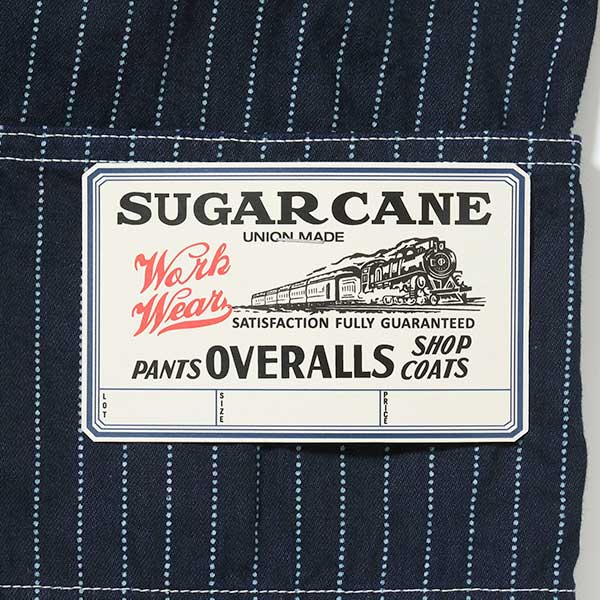 SUGAR CANE
UNION MADE
Work
Wear
SATISFACTION FULLY GUARANTEED
PANTS OVERALLS SHOP COATS
LOT SIZE PRICE